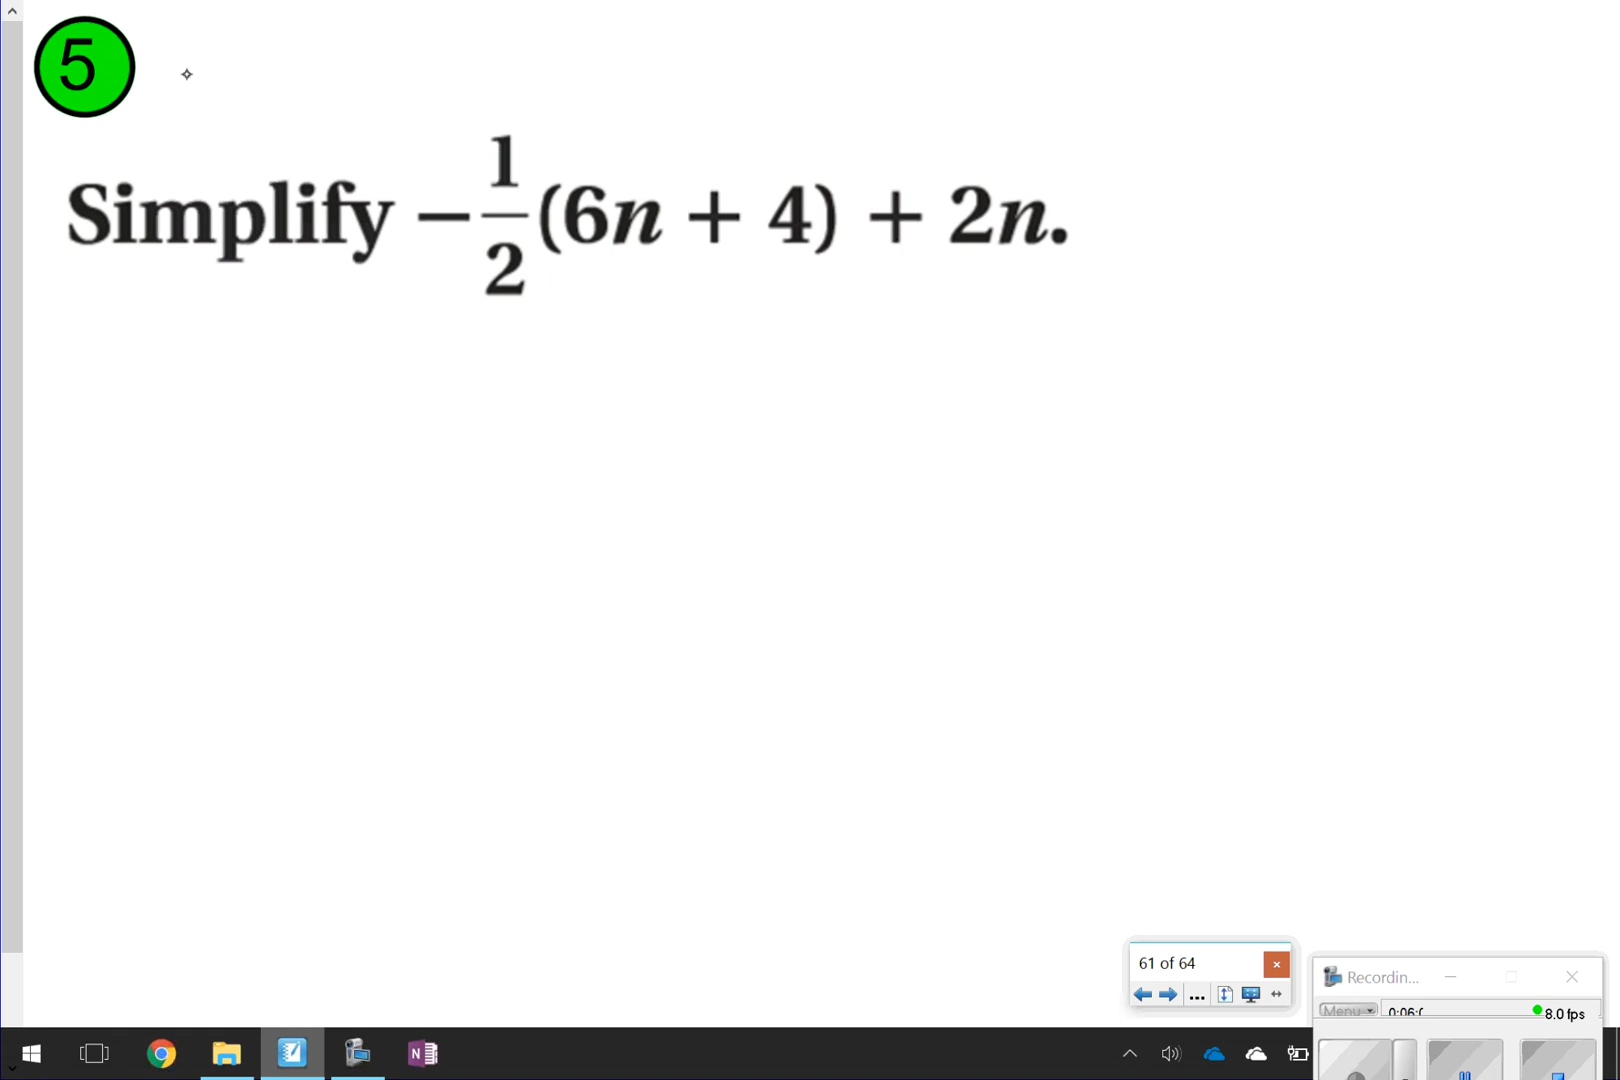 5
Simplify −1/2(6n + 4) + 2n.
61 of 64
...
Recordin...
Menu
8.0 fps
N